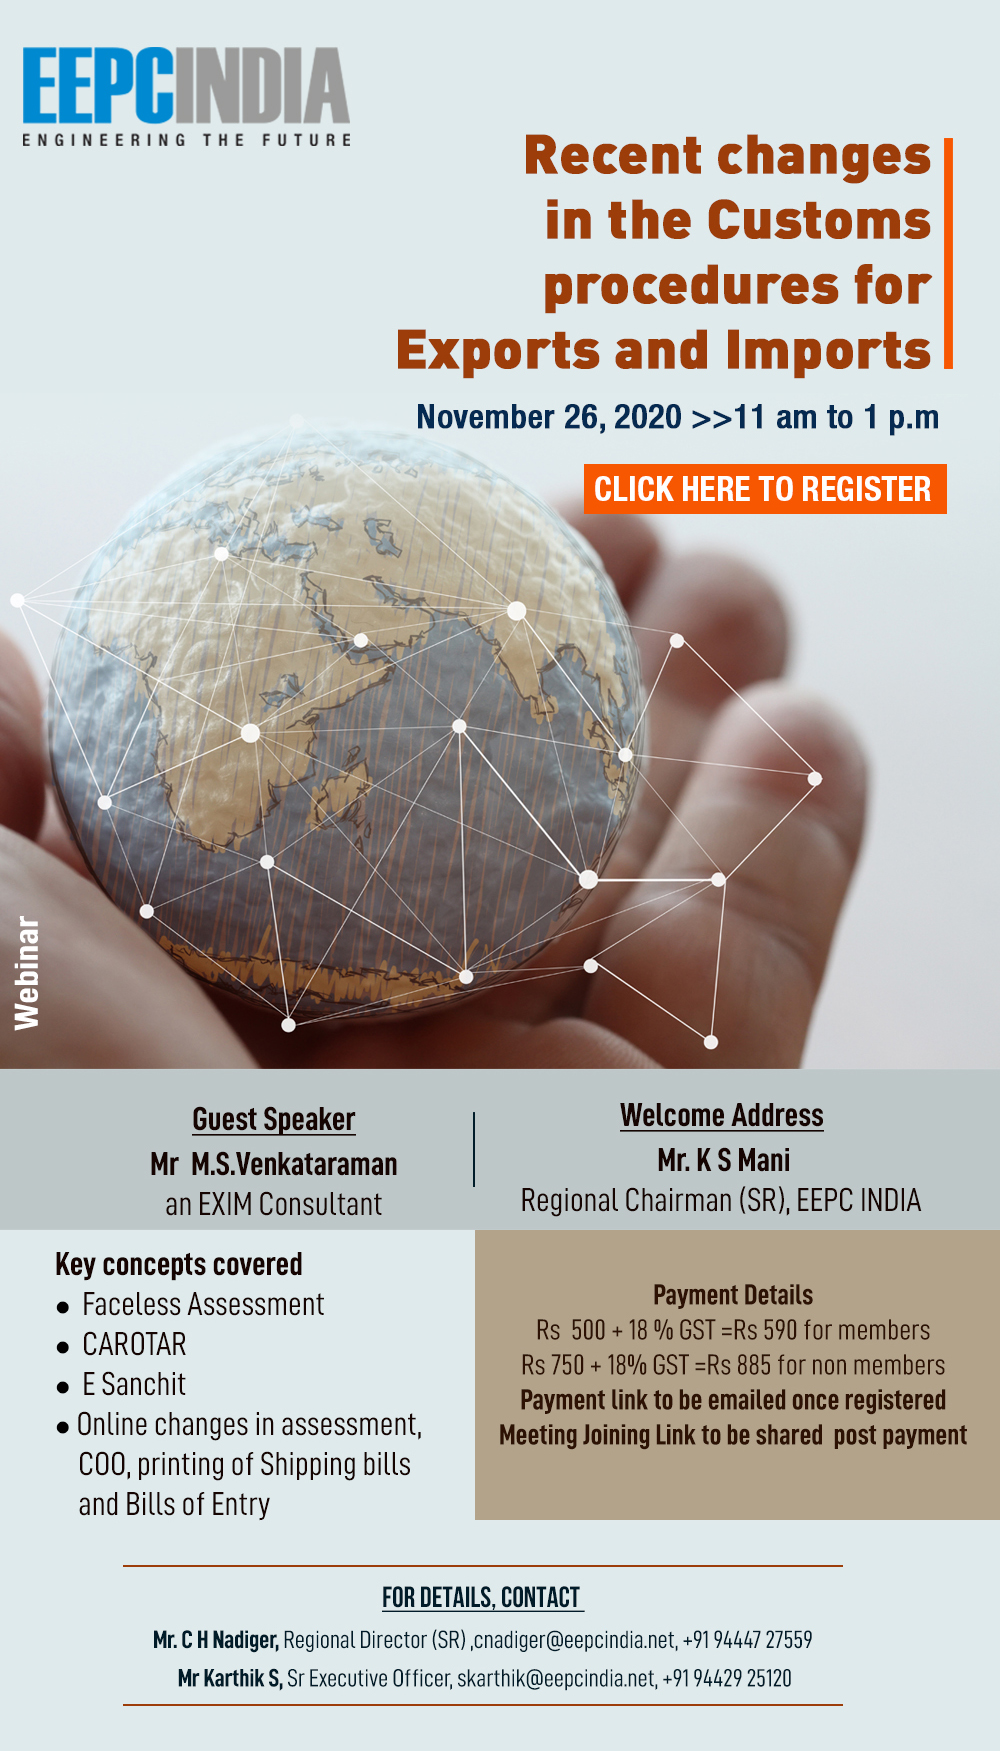 EEPCINDIA
ENGINEERING THE FUTURE
Recent changes
in the Customs
procedures for
Exports and Imports
November 26, 2020 >>11 am to 1 p.m
CLICK HERE TO REGISTER
Webinar
Guest Speaker
Mr M.S.Venkataraman
an EXIM Consultant
Welcome Address
Mr. K S Mani
Regional Chairman (SR), EEPC INDIA
Key concepts covered
● Faceless Assessment
● CAROTAR
● E Sanchit
● Online changes in assessment,
COO, printing of Shipping bills
and Bills of Entry
Payment Details
Rs 500 + 18 % GST =Rs 590 for members
Rs 750 + 18% GST =Rs 885 for non members
Payment link to be emailed once registered
Meeting Joining Link to be shared post payment
FOR DETAILS, CONTACT
Mr. C H Nadiger, Regional Director (SR) ,cnadiger@eepcindia.net, +91 94447 27559
Mr Karthik S, Sr Executive Officer, skarthik@eepcindia.net, +91 94429 25120